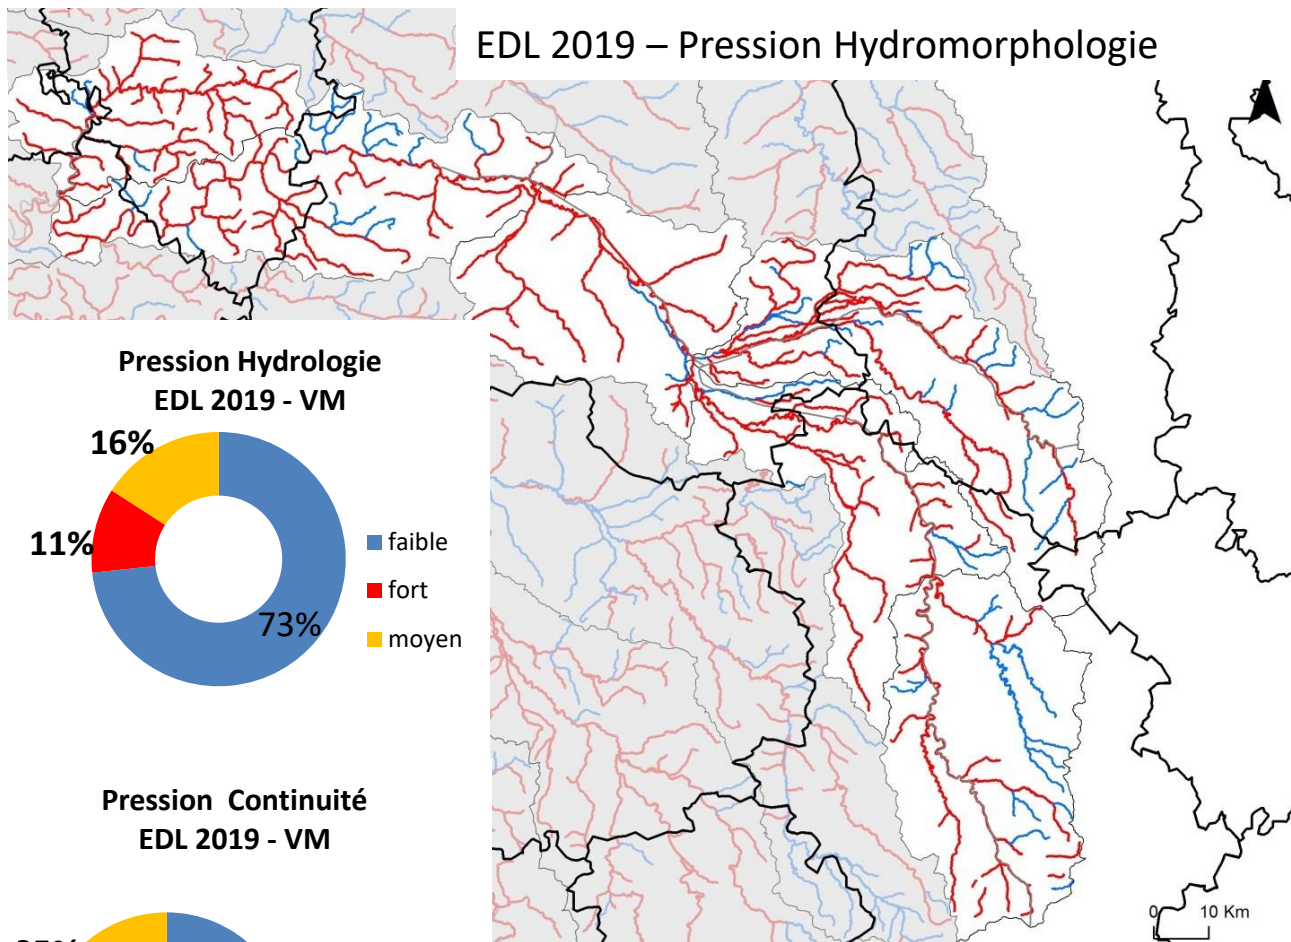 EDL 2019 – Pression Hydromorphologie
Pression Hydrologie
EDL 2019 - VM
16%
11%
73%
faible
fort
moyen
Pression Continuité
EDL 2019 - VM
0 10 Km